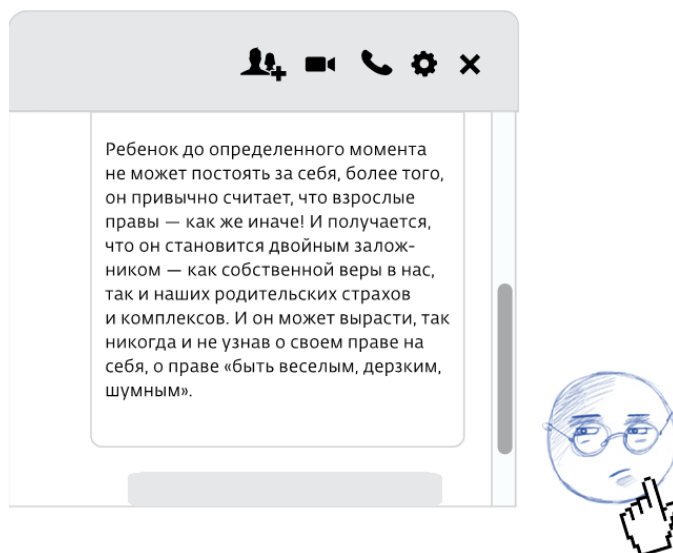 Ребенок до определенного момента
не может постоять за себя, более того,
он привычно считает, что взрослые
правы — как же иначе! И получается,
что он становится двойным залож-
ником — как собственной веры в нас,
так и наших родительских страхов
и комплексов. И он может вырасти, так
никогда и не узнав о своем праве на
себя, о праве «быть веселым, дерзким,
шумным».